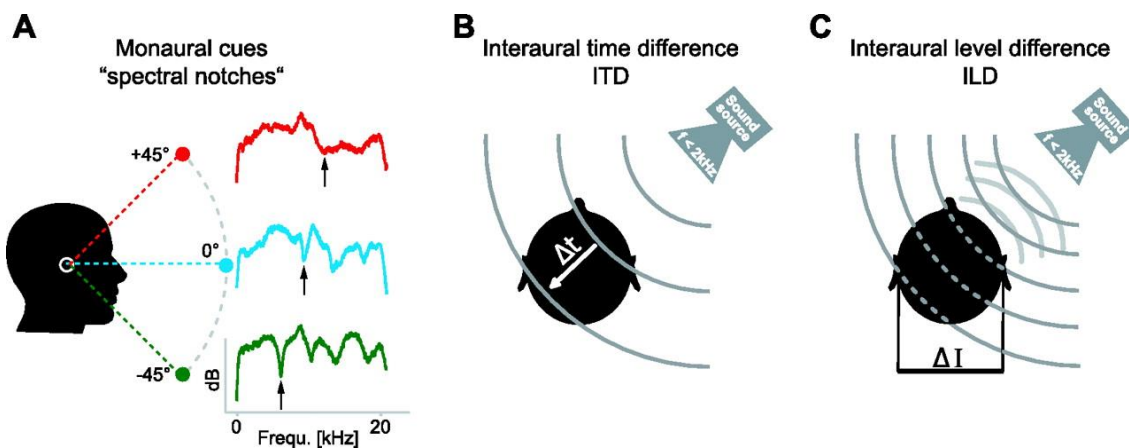 A
Monaural cues
“spectral notches“
+45°
0°
-45°
dB
0
20
Frequ. [kHz]
B
Interaural time difference
ITD
Sound
source
f < 2kHz
Δt
C
Interaural level difference
ILD
Sound
source
f < 2kHz
ΔI